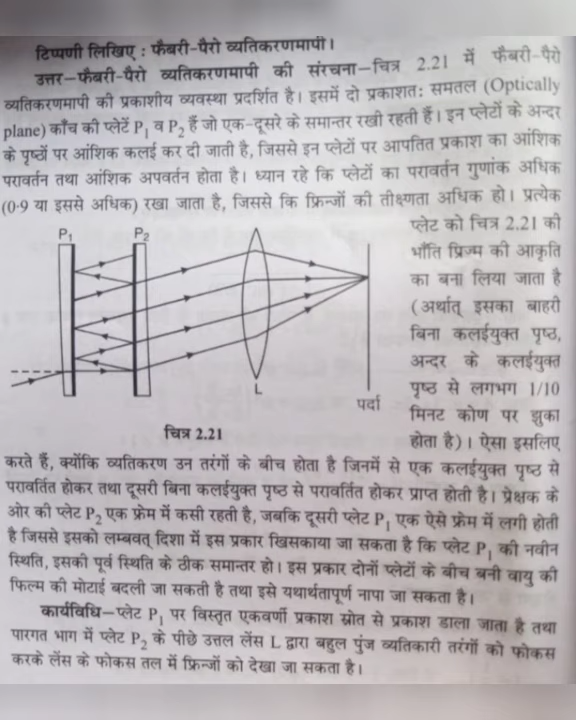 टिप्पणी लिखिए : फैबरी-पैरो व्यतिकरणमापी।
उत्तर–फैबरी-पैरो व्यतिकरणमापी की संरचना–चित्र 2.21 में फैबरी-पैरो
व्यतिकरणमापी की प्रकाशीय व्यवस्था प्रदर्शित है। इसमें दो प्रकाशत: समतल (Optically
plane) काँच की प्लेटें P₁ व P₂ हैं जो एक-दूसरे के समान्तर रखी रहती हैं। इन प्लेटों के अन्दर
के पृष्ठों पर आंशिक कलई कर दी जाती है, जिससे इन प्लेटों पर आपतित प्रकाश का आंशिक
परावर्तन तथा आंशिक अपवर्तन होता है। ध्यान रहे कि प्लेटों का परावर्तन गुणांक अधिक
(0·9 या इससे अधिक) रखा जाता है, जिससे कि फ्रिन्जों की तीक्ष्णता अधिक हो। प्रत्येक
प्लेट को चित्र 2.21 की
भाँति प्रिज्म की आकृति
का बना लिया जाता है
(अर्थात् इसका बाहरी
बिना कलईयुक्त पृष्ठ,
अन्दर के कलईयुक्त
पृष्ठ से लगभग 1/10
मिनट कोण पर झुका
होता है)। ऐसा इसलिए
P₁
P₂
L
पर्दा
चित्र 2.21
करते हैं, क्योंकि व्यतिकरण उन तरंगों के बीच होता है जिनमें से एक कलईयुक्त पृष्ठ से
परावर्तित होकर तथा दूसरी बिना कलईयुक्त पृष्ठ से परावर्तित होकर प्राप्त होती है। प्रेक्षक के
ओर की प्लेट P₂ एक फ्रेम में कसी रहती है, जबकि दूसरी प्लेट P₁ एक ऐसे फ्रेम में लगी होती
है जिससे इसको लम्बवत् दिशा में इस प्रकार खिसकाया जा सकता है कि प्लेट P₁ की नवीन
स्थिति, इसकी पूर्व स्थिति के ठीक समान्तर हो। इस प्रकार दोनों प्लेटों के बीच बनी वायु की
फिल्म की मोटाई बदली जा सकती है तथा इसे यथार्थतापूर्ण नापा जा सकता है।
कार्यविधि–प्लेट P₁ पर विस्तृत एकवर्णी प्रकाश स्रोत से प्रकाश डाला जाता है तथा
पारगत भाग में प्लेट P₂ के पीछे उत्तल लेंस L द्वारा बहुल पुंज व्यतिकारी तरंगों को फोकस
करके लेंस के फोकस तल में फ्रिन्जों को देखा जा सकता है।